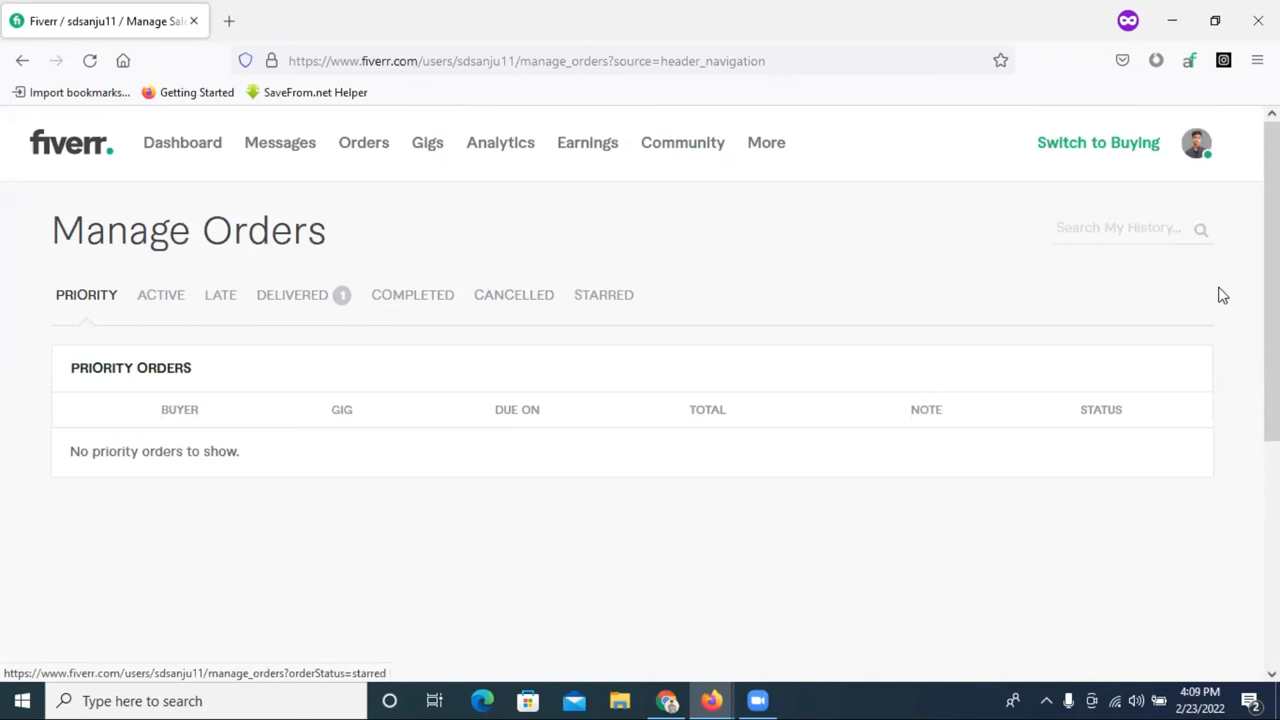 Fiverr / sdsanju11 / Manage Sal
https://www.fiverr.com/users/sdsanju11/manage_orders?source=header_navigation
Import bookmarks... Getting Started SaveFrom.net Helper
fiverr. Dashboard Messages Orders Gigs Analytics Earnings Community More Switch to Buying
Manage Orders
Search My History...
PRIORITY ACTIVE LATE DELIVERED 1 COMPLETED CANCELLED STARRED
PRIORITY ORDERS
BUYER GIG DUE ON TOTAL NOTE STATUS
No priority orders to show.
https://www.fiverr.com/users/sdsanju11/manage_orders?orderStatus=starred
Type here to search
4:09 PM
2/23/2022
2